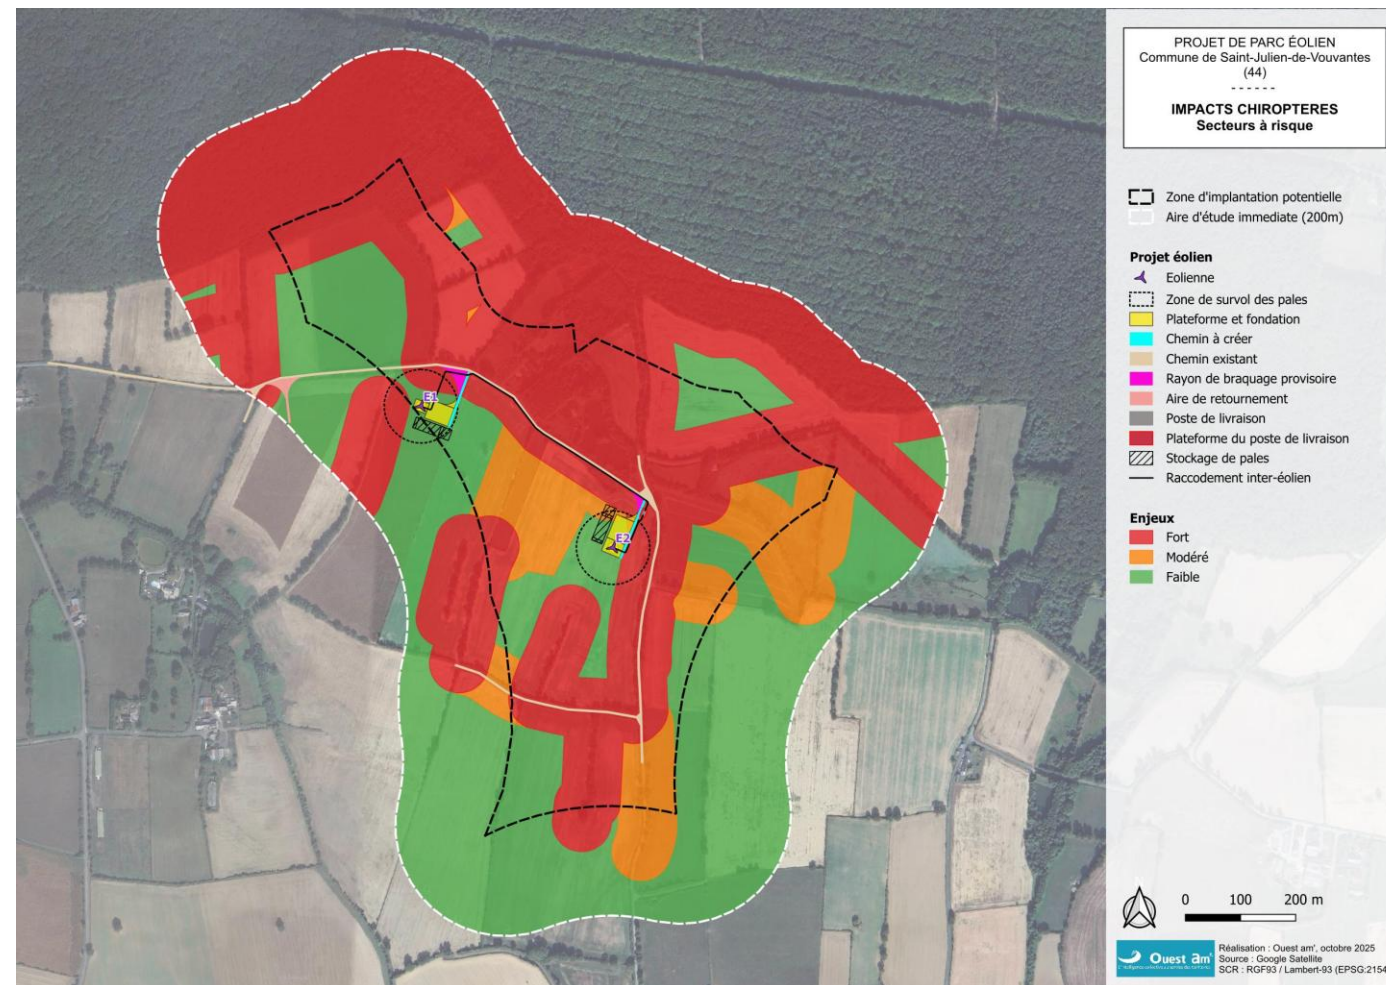 PROJET DE PARC ÉOLIEN
Commune de Saint-Julien-de-Vouvantes
(44)
------
IMPACTS CHIROPTERES
Secteurs à risque
Zone d'implantation potentielle
Aire d'étude immediate (200m)
Projet éolien
Eolienne
Zone de survol des pales
Plateforme et fondation
Chemin à créer
Chemin existant
Rayon de braquage provisoire
Aire de retournement
Poste de livraison
Plateforme du poste de livraison
Stockage de pales
Raccodement inter-éolien
Enjeux
Fort
Modéré
Faible
E1
E2
0 100 200 m
Ouest am'
Réalisation : Ouest am', octobre 2025
Source : Google Satellite
SCR : RGF93 / Lambert-93 (EPSG:2154